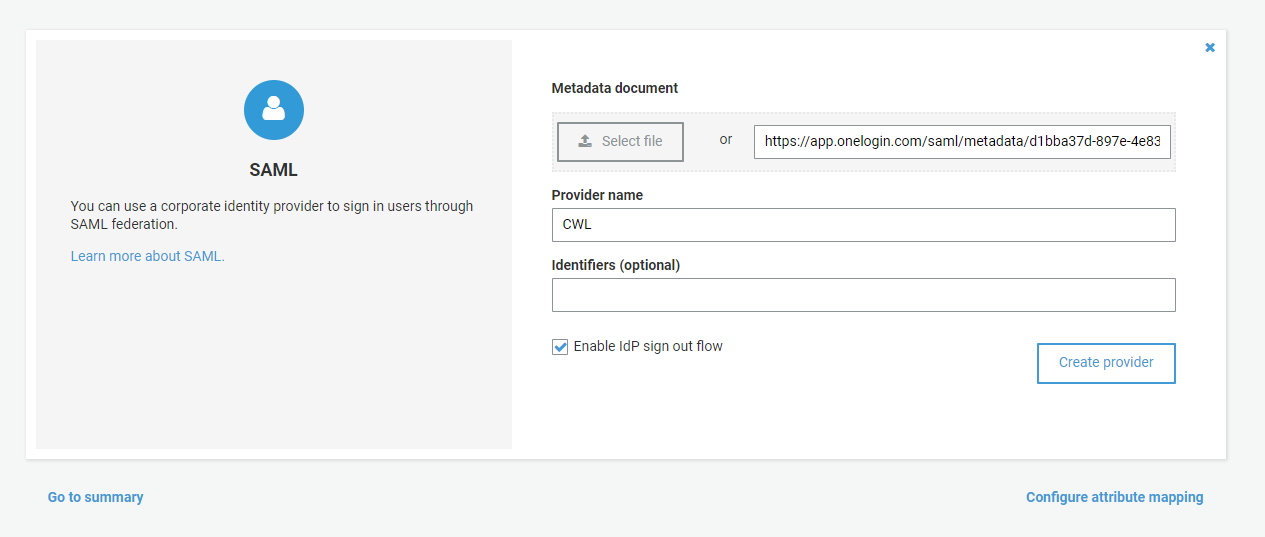 SAML
You can use a corporate identity provider to sign in users through
SAML federation.
Learn more about SAML.
Metadata document
Select file
or
https://app.onelogin.com/saml/metadata/d1bba37d-897e-4e83
Provider name
CWL
Identifiers (optional)
Enable IdP sign out flow
Create provider
Go to summary
Configure attribute mapping